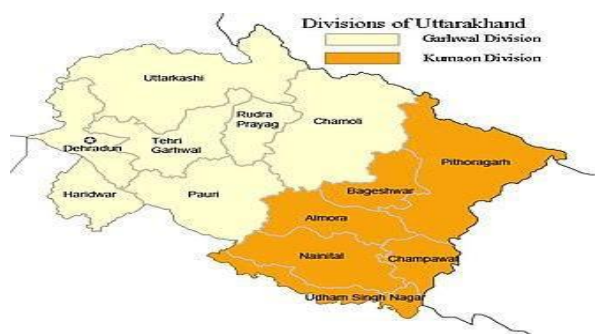 Divisions of Uttarakhand
Garhwal Division
Kumaon Division
Uttarkashi
Rudra
Prayag
Chamoli
Tehri
Garhwal
Dehradun
Pithoragarh
Haridwar
Pauri
Bageshwar
Almora
Nainital
Champawat
Udham Singh Nagar